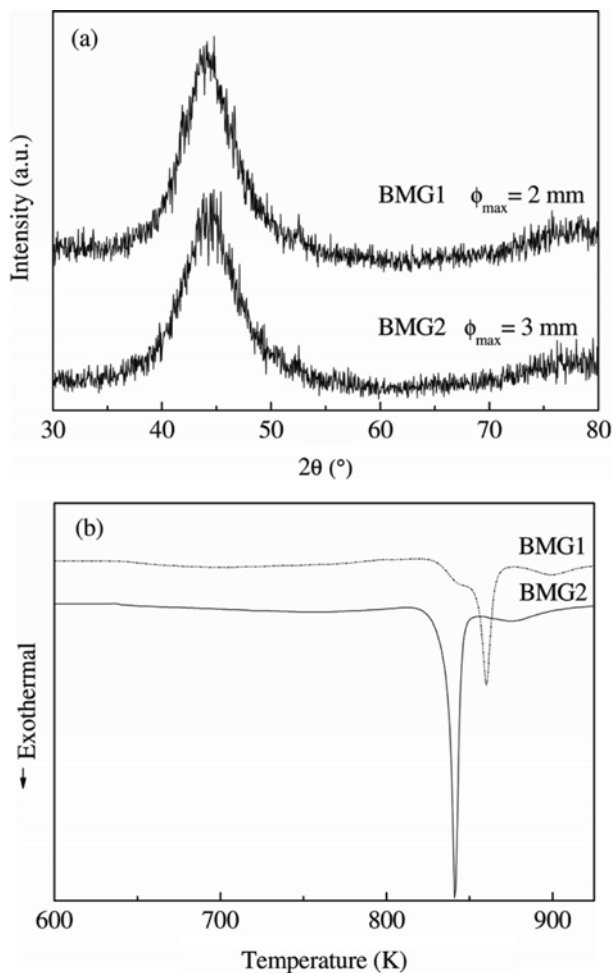 (a)
Intensity (a.u.)
BMG1 ϕmax = 2 mm
BMG2 ϕmax = 3 mm
30 40 50 60 70 80
2θ (°)
(b)
BMG1
BMG2
← Exothermal
600 700 800 900
Temperature (K)